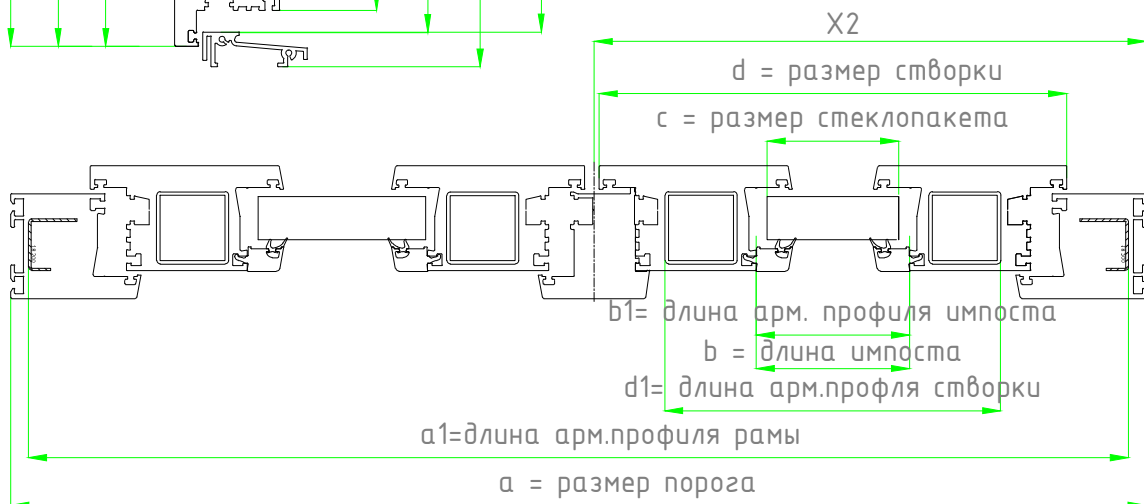 X2
d = размер створки
c = размер стеклопакета
b1= длина арм. профиля импоста
b = длина импоста
d1= длина арм.профля створки
a1=длина арм.профиля рамы
a = размер порога